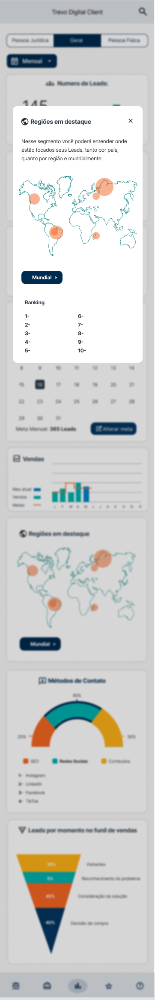 Trevo Digital Client
Pessoa Jurídica
Geral
Pessoa Física
Mensal
Numero de Leads:
145
Regiões em destaque
Nesse segmento você poderá entender onde
estão focados seus Leads, tanto por país,
quanto por região e mundialmente
Mundial
Ranking
1-
2-
3-
4-
5-
6-
7-
8-
9-
10-
8 9 10 11 12 13 14
15 16 17 18 19 20 21
22 23 24 25 26 27 28
29 30 31
Meta Mensal: 365 Leads
Alterar meta
Vendas
Mes atual
Vendas
Metas
J F M A M J J A S O N D
Regiões em destaque
Mundial
Métodos de Contato
45%
25%
30%
SEO
Redes Sociais
Conteudos
1- Instagram
2- Linkedin
3- Facebook
4- TikTok
Leads por momento no funil de vendas
10% Visitantes
5% Reconhecimento do problema
45% Consideração da solução
40% Decisão de compra